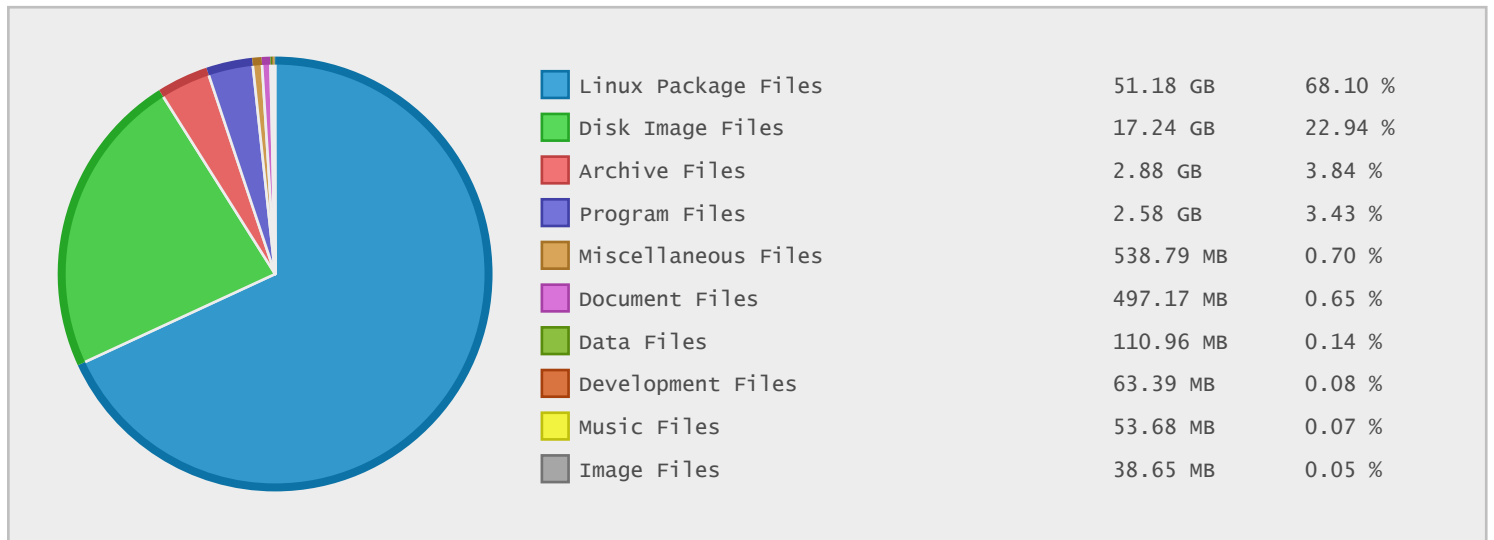 Linux Package Files 51.18 GB 68.10 %
Disk Image Files 17.24 GB 22.94 %
Archive Files 2.88 GB 3.84 %
Program Files 2.58 GB 3.43 %
Miscellaneous Files 538.79 MB 0.70 %
Document Files 497.17 MB 0.65 %
Data Files 110.96 MB 0.14 %
Development Files 63.39 MB 0.08 %
Music Files 53.68 MB 0.07 %
Image Files 38.65 MB 0.05 %